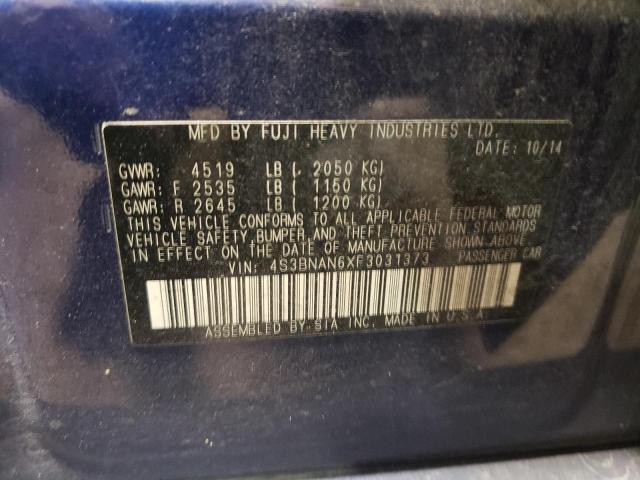 MFD BY FUJI HEAVY INDUSTRIES LTD.
DATE: 10/14
GVWR: 4519 LB ( 2050 KG)
GAWR: F 2535 LB ( 1150 KG)
GAWR: R 2645 LB ( 1200 KG)
THIS VEHICLE CONFORMS TO ALL APPLICABLE FEDERAL MOTOR
VEHICLE SAFETY, BUMPER, AND THEFT PREVENTION STANDARDS
IN EFFECT ON THE DATE OF MANUFACTURE SHOWN ABOVE.
VIN: 4S3BNAN6XF3031373 PASSENGER CAR
ASSEMBLED BY SIA INC. MADE IN U.S.A.